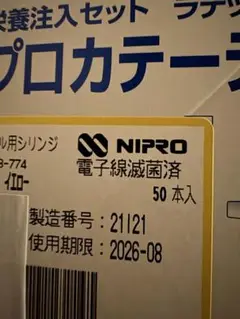 栄養注入セット ラテッ
プロカテーテ
ル用シリンジ
NIPRO
8-774
電子線滅菌済
イエロー
50本入
製造番号:21I21
使用期限:2026-08